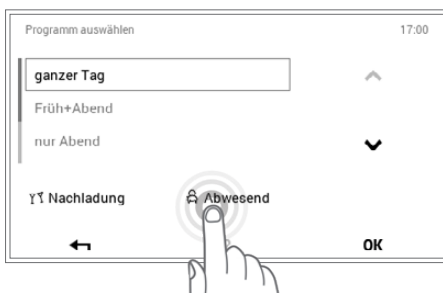 Programm auswählen 17:00
ganzer Tag
Früh+Abend
nur Abend
Nachladung Abwesend
OK